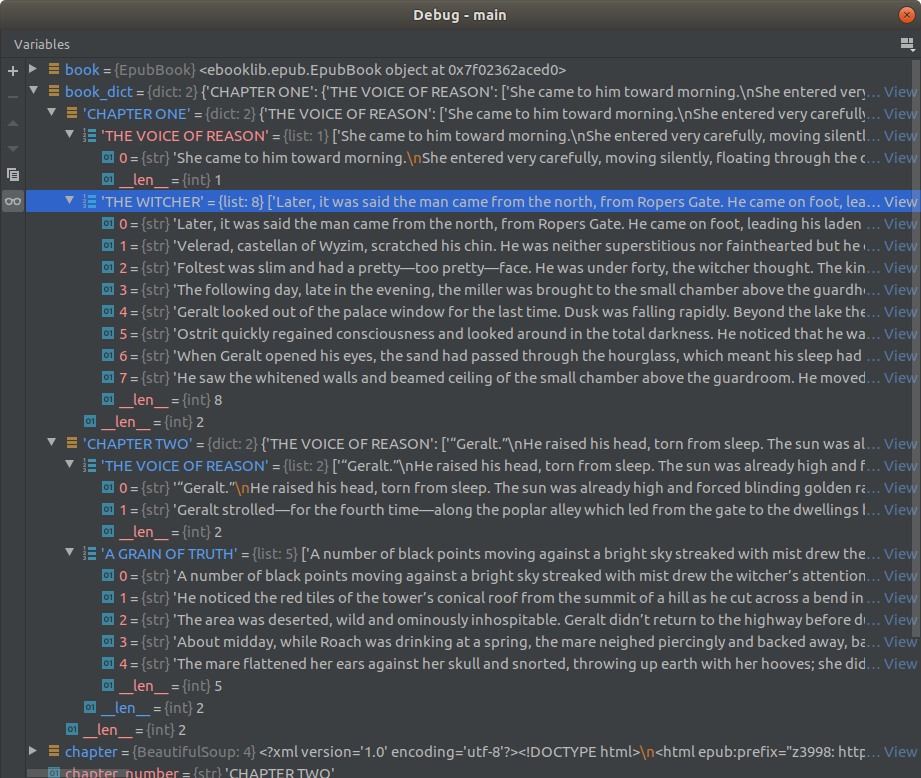 Debug - main
Variables
book = {EpubBook} <ebooklib.epub.EpubBook object at 0x7f02362aced0>
book_dict = {dict: 2} {'CHAPTER ONE': {'THE VOICE OF REASON': ['She came to him toward morning.\nShe entered very… View
'CHAPTER ONE' = {dict: 2} {'THE VOICE OF REASON': ['She came to him toward morning.\nShe entered very carefully… View
'THE VOICE OF REASON' = {list: 1} ['She came to him toward morning.\nShe entered very carefully, moving silentl… View
0 = {str} 'She came to him toward morning.\nShe entered very carefully, moving silently, floating through the c… View
__len__ = {int} 1
'THE WITCHER' = {list: 8} ['Later, it was said the man came from the north, from Ropers Gate. He came on foot, lea… View
0 = {str} 'Later, it was said the man came from the north, from Ropers Gate. He came on foot, leading his laden… View
1 = {str} 'Velerad, castellan of Wyzim, scratched his chin. He was neither superstitious nor fainthearted but he… View
2 = {str} 'Foltest was slim and had a pretty—too pretty—face. He was under forty, the witcher thought. The kin… View
3 = {str} 'The following day, late in the evening, the miller was brought to the small chamber above the guardh… View
4 = {str} 'Geralt looked out of the palace window for the last time. Dusk was falling rapidly. Beyond the lake the… View
5 = {str} 'Ostrit quickly regained consciousness and looked around in the total darkness. He noticed that he wa… View
6 = {str} 'When Geralt opened his eyes, the sand had passed through the hourglass, which meant his sleep had… View
7 = {str} 'He saw the whitened walls and beamed ceiling of the small chamber above the guardroom. He moved… View
__len__ = {int} 8
__len__ = {int} 2
'CHAPTER TWO' = {dict: 2} {'THE VOICE OF REASON': ['“Geralt.”\nHe raised his head, torn from sleep. The sun was al… View
'THE VOICE OF REASON' = {list: 2} ['“Geralt.”\nHe raised his head, torn from sleep. The sun was already high and f… View
0 = {str} '“Geralt.”\nHe raised his head, torn from sleep. The sun was already high and forced blinding golden ra… View
1 = {str} 'Geralt strolled—for the fourth time—along the poplar alley which led from the gate to the dwellings… View
__len__ = {int} 2
'A GRAIN OF TRUTH' = {list: 5} ['A number of black points moving against a bright sky streaked with mist drew the… View
0 = {str} 'A number of black points moving against a bright sky streaked with mist drew the witcher’s attention… View
1 = {str} 'He noticed the red tiles of the tower’s conical roof from the summit of a hill as he cut across a bend in… View
2 = {str} 'The area was deserted, wild and ominously inhospitable. Geralt didn’t return to the highway before d… View
3 = {str} 'About midday, while Roach was drinking at a spring, the mare neighed piercingly and backed away, ba… View
4 = {str} 'The mare flattened her ears against her skull and snorted, throwing up earth with her hooves; she did… View
__len__ = {int} 5
__len__ = {int} 2
__len__ = {int} 2
chapter = {BeautifulSoup: 4} <?xml version='1.0' encoding='utf-8'?><!DOCTYPE html>\n<html epub:prefix="z3998: http… View
chapter_number = {str} 'CHAPTER TWO'